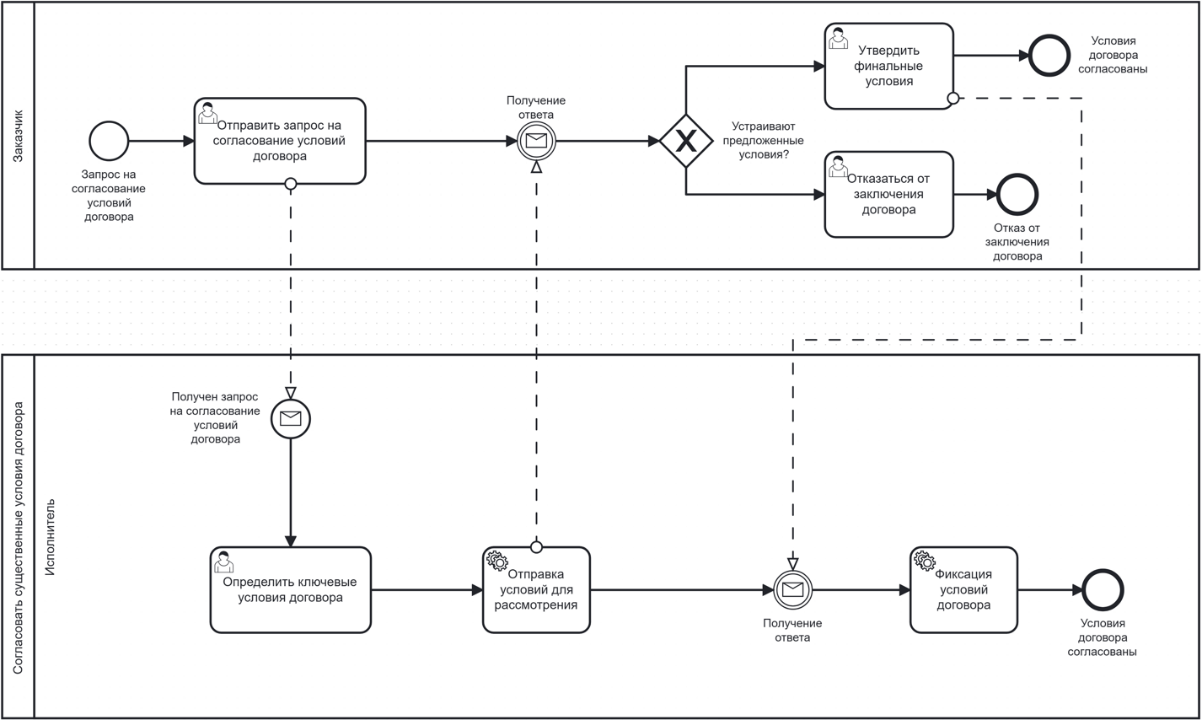 Заказчик
Запрос на
согласование
условий
договора
Отправить запрос на
согласование условий
договора
Получение
ответа
Устраивают
предложенные
условия?
Утвердить
финальные
условия
Условия
договора
согласованы
Отказаться от
заключения
договора
Отказ от
заключения
договора
Согласовать существенные условия договора
Исполнитель
Получен запрос
на согласование
условий
договора
Определить ключевые
условия договора
Отправка
условий для
рассмотрения
Получение
ответа
Фиксация
условий
договора
Условия
договора
согласованы